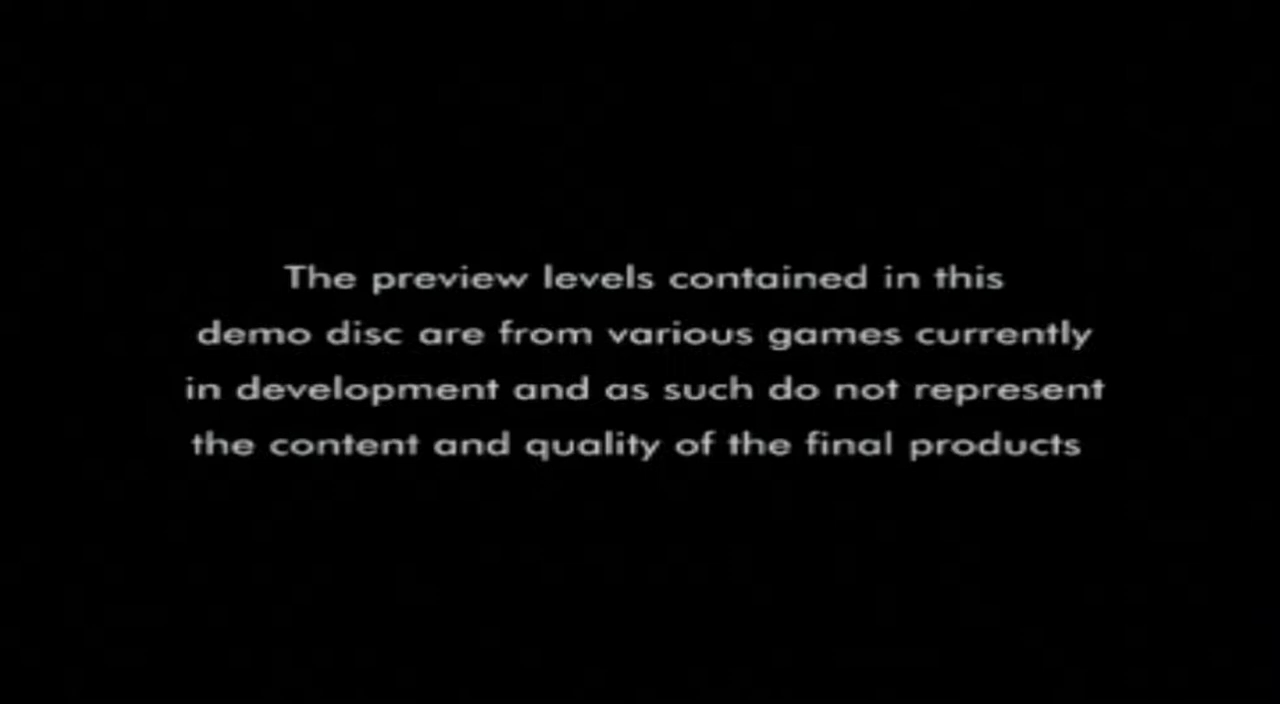 The preview levels contained in this
demo disc are from various games currently
in development and as such do not represent
the content and quality of the final products